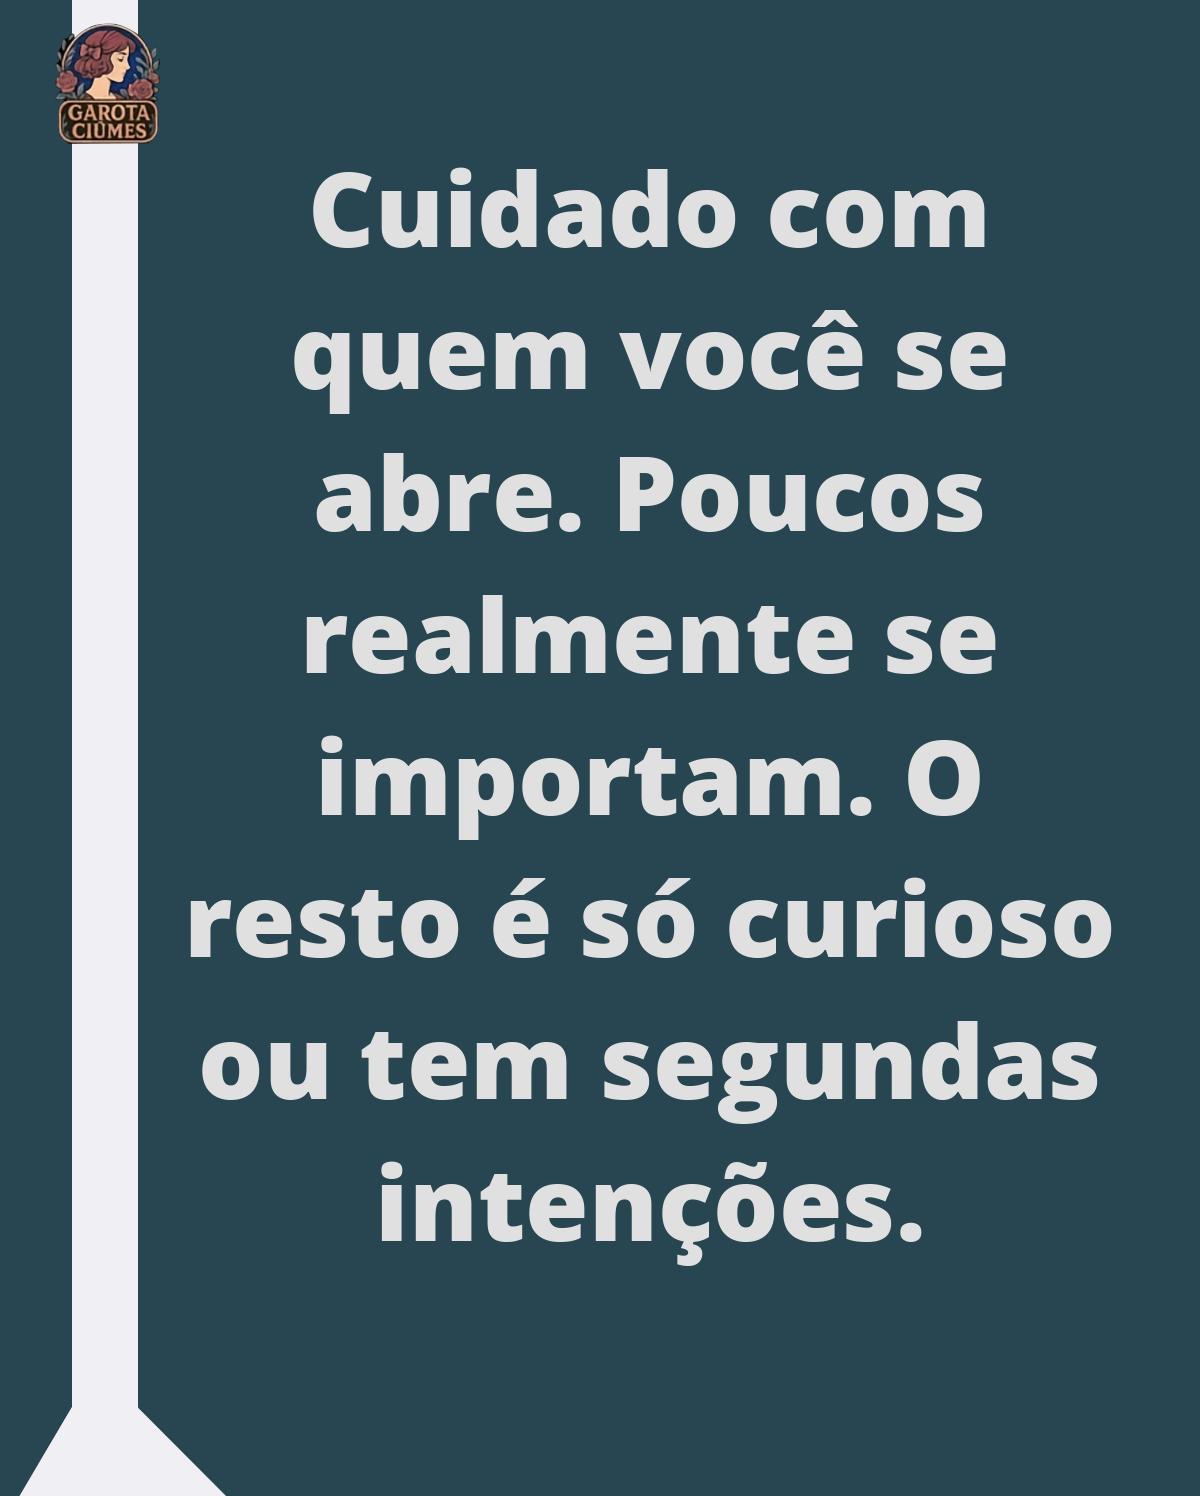 GAROTA
CIÚMES
Cuidado com
quem você se
abre. Poucos
realmente se
importam. O
resto é só curioso
ou tem segundas
intenções.